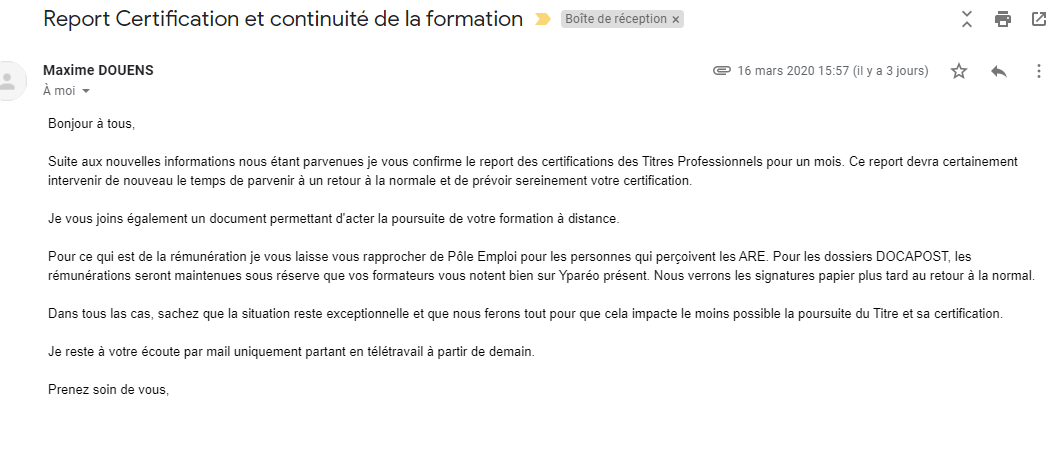 Report Certification et continuité de la formation
Boîte de réception ×
Maxime DOUENS
16 mars 2020 15:57 (il y a 3 jours)
À moi
Bonjour à tous,
Suite aux nouvelles informations nous étant parvenues je vous confirme le report des certifications des Titres Professionnels pour un mois. Ce report devra certainement
intervenir de nouveau le temps de parvenir à un retour à la normale et de prévoir sereinement votre certification.
Je vous joins également un document permettant d'acter la poursuite de votre formation à distance.
Pour ce qui est de la rémunération je vous laisse vous rapprocher de Pôle Emploi pour les personnes qui perçoivent les ARE. Pour les dossiers DOCAPOST, les
rémunérations seront maintenues sous réserve que vos formateurs vous notent bien sur Yparéo présent. Nous verrons les signatures papier plus tard au retour à la normal.
Dans tous las cas, sachez que la situation reste exceptionnelle et que nous ferons tout pour que cela impacte le moins possible la poursuite du Titre et sa certification.
Je reste à votre écoute par mail uniquement partant en télétravail à partir de demain.
Prenez soin de vous,